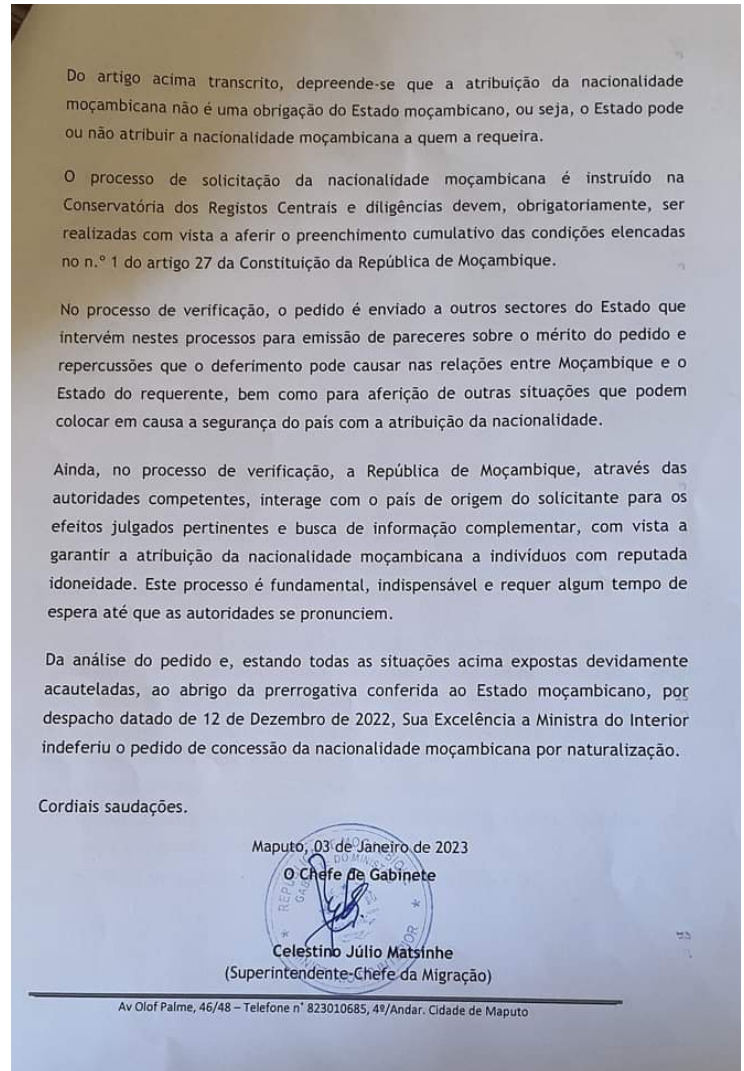 Do artigo acima transcrito, depreende-se que a atribuição da nacionalidade
moçambicana não é uma obrigação do Estado moçambicano, ou seja, o Estado pode
ou não atribuir a nacionalidade moçambicana a quem a requeira.
O processo de solicitação da nacionalidade moçambicana é instruído na
Conservatória dos Registos Centrais e diligências devem, obrigatoriamente, ser
realizadas com vista a aferir o preenchimento cumulativo das condições elencadas
no n.º 1 do artigo 27 da Constituição da República de Moçambique.
No processo de verificação, o pedido é enviado a outros sectores do Estado que
intervém nestes processos para emissão de pareceres sobre o mérito do pedido e
repercussões que o deferimento pode causar nas relações entre Moçambique e o
Estado do requerente, bem como para aferição de outras situações que podem
colocar em causa a segurança do país com a atribuição da nacionalidade.
Ainda, no processo de verificação, a República de Moçambique, através das
autoridades competentes, interage com o país de origem do solicitante para os
efeitos julgados pertinentes e busca de informação complementar, com vista a
garantir a atribuição da nacionalidade moçambicana a indivíduos com reputada
idoneidade. Este processo é fundamental, indispensável e requer algum tempo de
espera até que as autoridades se pronunciem.
Da análise do pedido e, estando todas as situações acima expostas devidamente
acauteladas, ao abrigo da prerrogativa conferida ao Estado moçambicano, por
despacho datado de 12 de Dezembro de 2022, Sua Excelência a Ministra do Interior
indeferiu o pedido de concessão da nacionalidade moçambicana por naturalização.
Cordiais saudações.
Maputo, 03 de Janeiro de 2023
O Chefe de Gabinete
Celestino Júlio Matsinhe
(Superintendente-Chefe da Migração)
Av Olof Palme, 46/48 – Telefone n° 823010685, 4º/Andar. Cidade de Maputo